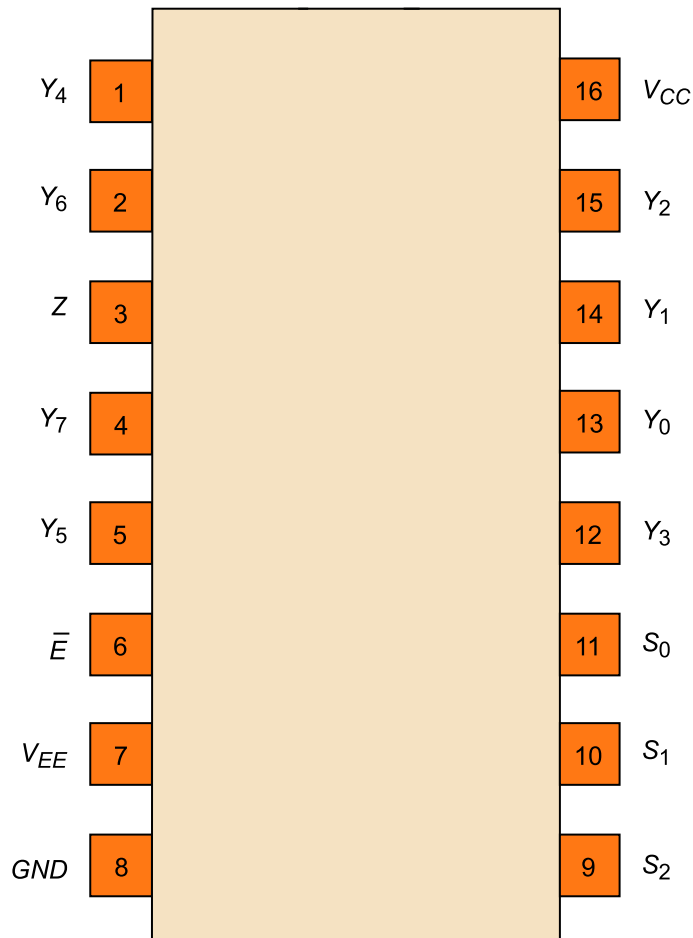 Y4 1 16 VCC
Y6 2 15 Y2
Z 3 14 Y1
Y7 4 13 Y0
Y5 5 12 Y3
E̅ 6 11 S0
VEE 7 10 S1
GND 8 9 S2